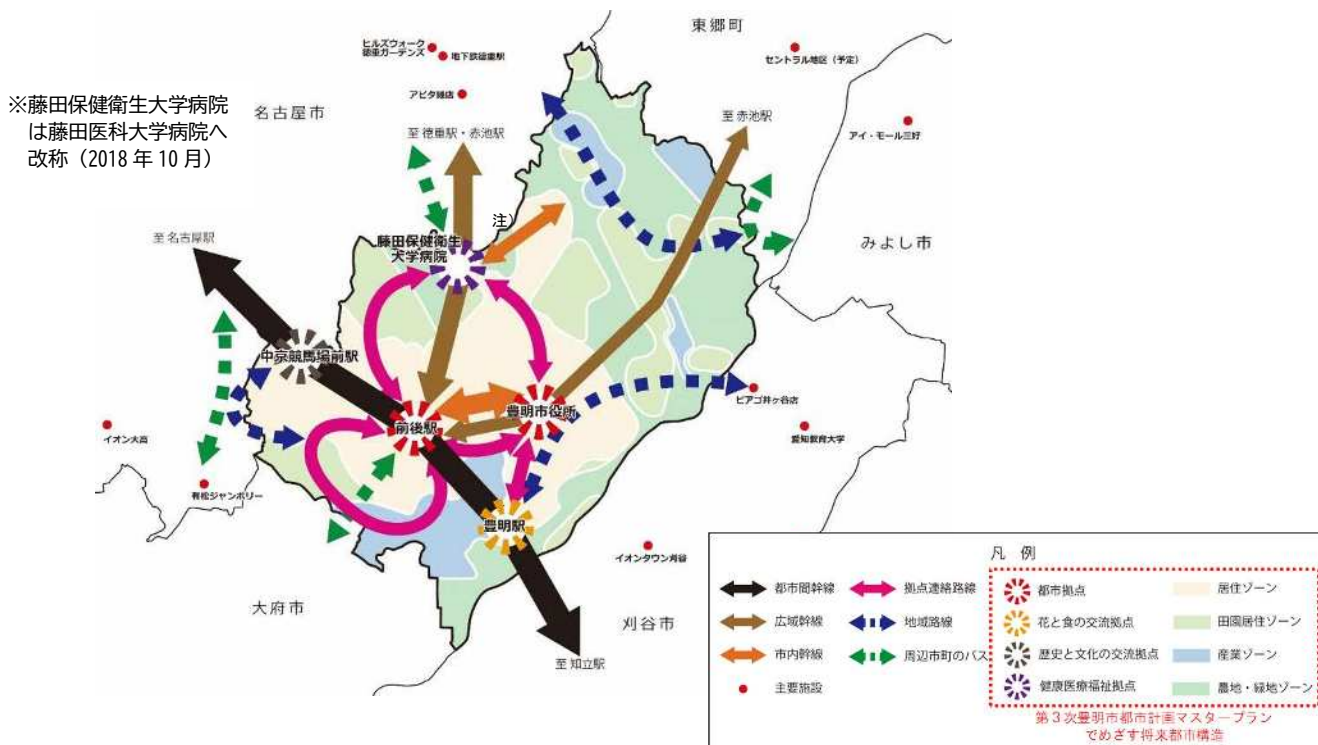 ※藤田保健衛生大学病院
は藤田医科大学病院へ
改称（2018 年 10 月）
東郷町
ヒルズウォーク
徳重ガーデンズ
地下鉄徳重駅
セントラル地区（予定）
アピタ緑店
名古屋市
至 徳重駅・赤池駅
至 赤池駅
アイ・モール三好
注）
至 名古屋駅
藤田保健衛生
大学病院
みよし市
中京競馬場前駅
豊明市役所
前後駅
ピアゴ井ヶ谷店
イオン大高
愛知教育大学
有松ジャンボリー
豊明駅
イオンタウン刈谷
大府市
刈谷市
至 知立駅
凡 例
都市間幹線
広域幹線
市内幹線
主要施設
拠点連絡路線
地域路線
周辺市町のバス
都市拠点
花と食の交流拠点
歴史と文化の交流拠点
健康医療福祉拠点
居住ゾーン
田園居住ゾーン
産業ゾーン
農地・緑地ゾーン
第３次豊明市都市計画マスタープラン
でめざす将来都市構造